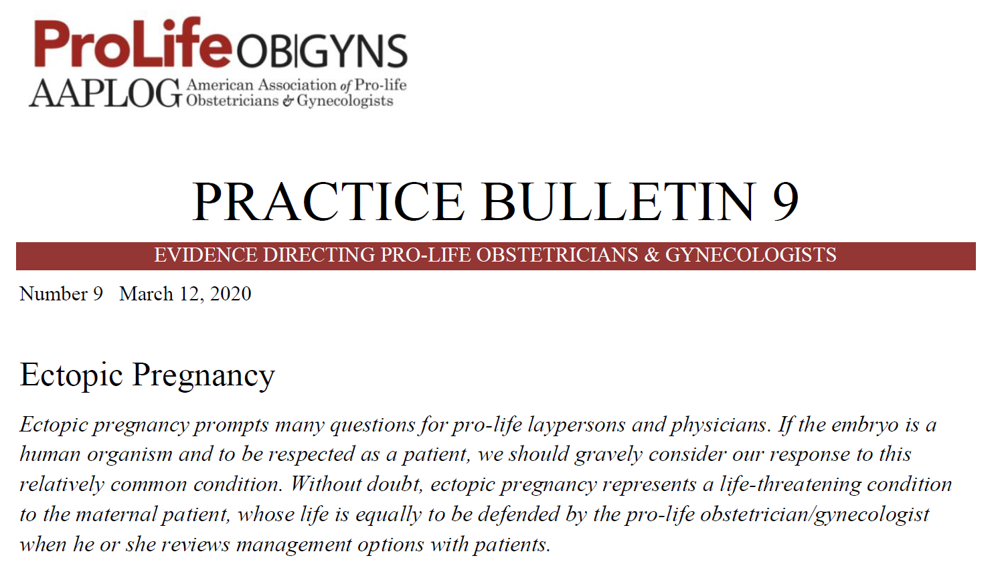 ProLife OB|GYNS
AAPLOG American Association of Pro-life
Obstetricians & Gynecologists
PRACTICE BULLETIN 9
EVIDENCE DIRECTING PRO-LIFE OBSTETRICIANS & GYNECOLOGISTS
Number 9 March 12, 2020
Ectopic Pregnancy
Ectopic pregnancy prompts many questions for pro-life laypersons and physicians. If the embryo is a
human organism and to be respected as a patient, we should gravely consider our response to this
relatively common condition. Without doubt, ectopic pregnancy represents a life-threatening condition
to the maternal patient, whose life is equally to be defended by the pro-life obstetrician/gynecologist
when he or she reviews management options with patients.